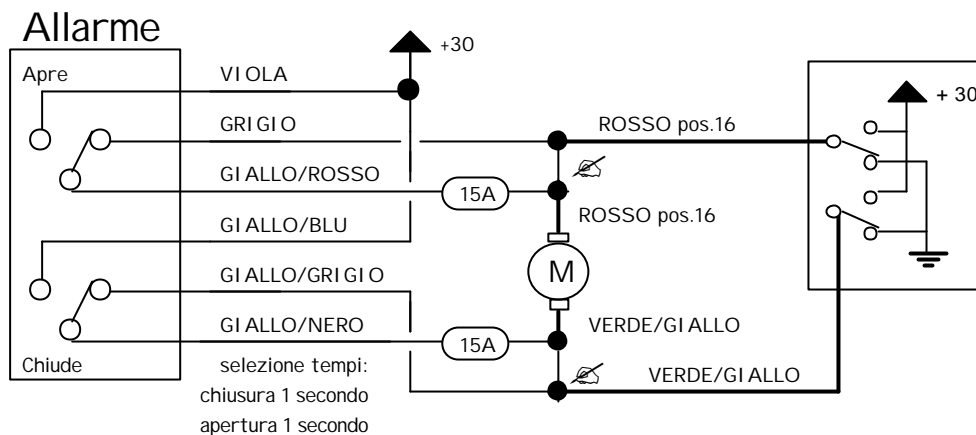 Allarme
+30
Apre
VIOLA
+ 30
GRIGIO
ROSSO pos.16
GIALLO/ROSSO
15A
ROSSO pos.16
GIALLO/BLU
M
GIALLO/GRIGIO
GIALLO/NERO
15A
VERDE/GIALLO
Chiude
selezione tempi:
VERDE/GIALLO
chiusura 1 secondo
apertura 1 secondo